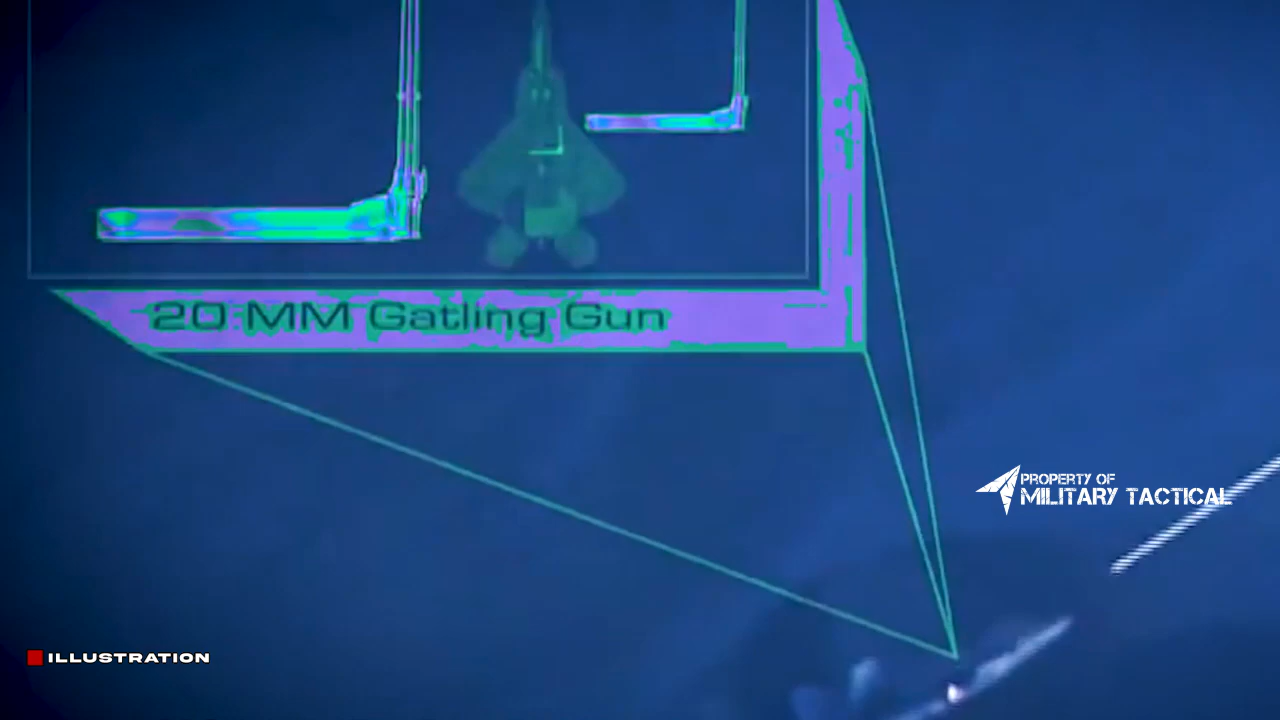 20 MM Gatling Gun
PROPERTY OF
MILITARY TACTICAL
ILLUSTRATION